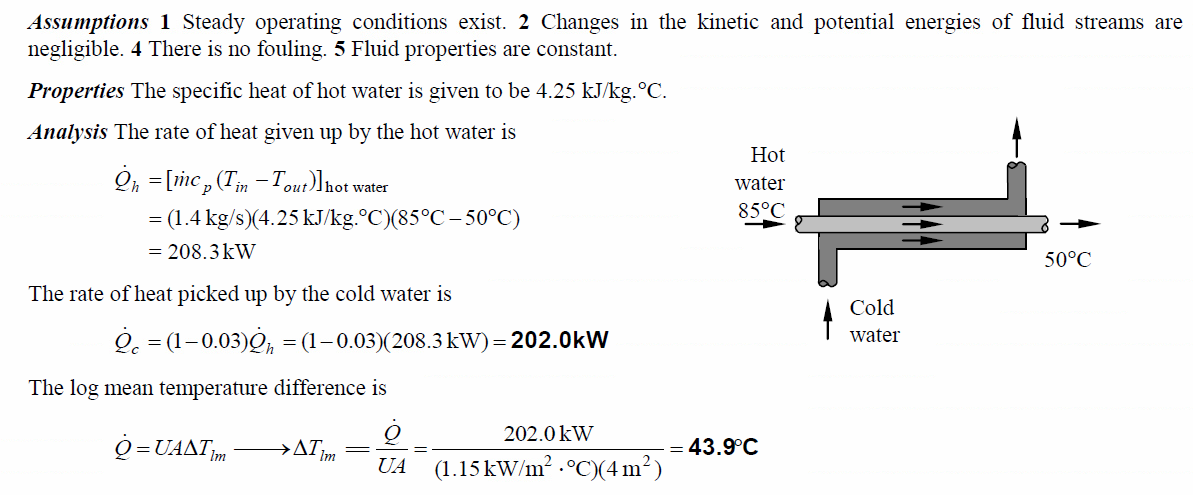 Assumptions 1 Steady operating conditions exist. 2 Changes in the kinetic and potential energies of fluid streams are
negligible. 4 There is no fouling. 5 Fluid properties are constant.
Properties The specific heat of hot water is given to be 4.25 kJ/kg.°C.
Analysis The rate of heat given up by the hot water is
Q̇h = [ṁcp(Tin − Tout)]hot water
= (1.4 kg/s)(4.25 kJ/kg.°C)(85°C − 50°C)
= 208.3 kW
The rate of heat picked up by the cold water is
Q̇c = (1−0.03)Q̇h = (1−0.03)(208.3 kW) = 202.0kW
The log mean temperature difference is
Q̇ = UAΔTlm ⟶ ΔTlm = Q̇/UA = 202.0 kW/(1.15 kW/m²·°C)(4 m²) = 43.9°C
Hot
water
85°C
50°C
Cold
water